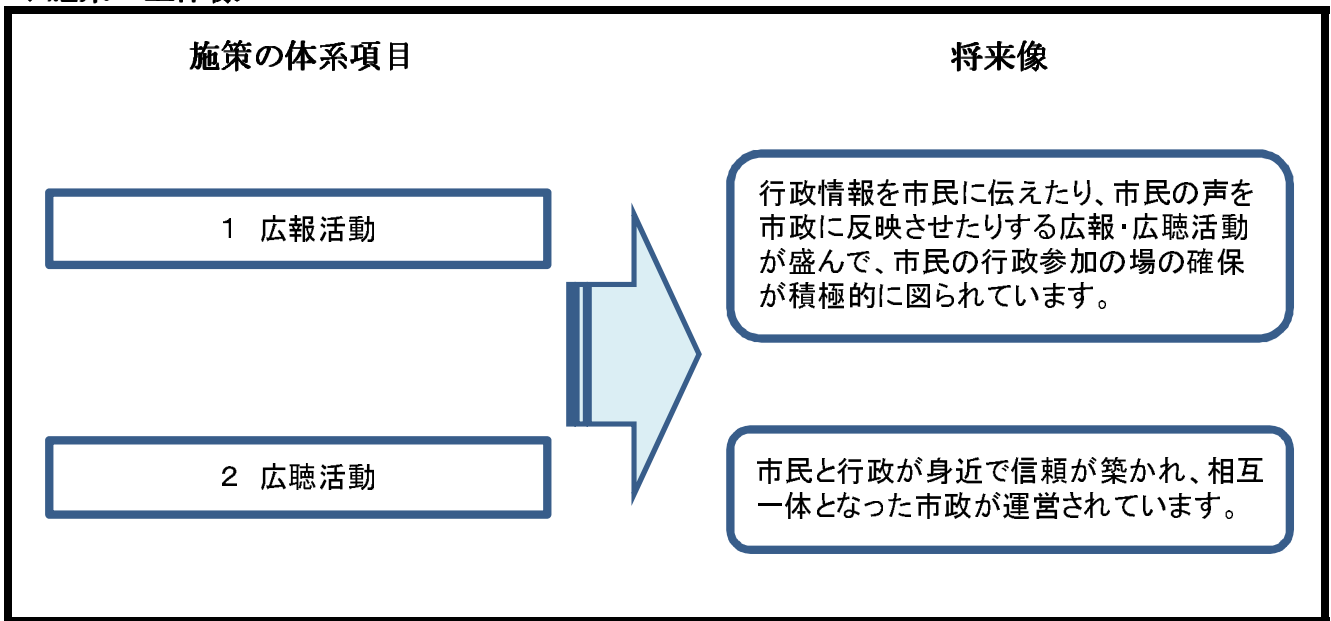 施策の体系項目
将来像
1 広報活動
2 広聴活動
行政情報を市民に伝えたり、市民の声を
市政に反映させたりする広報・広聴活動
が盛んで、市民の行政参加の場の確保
が積極的に図られています。
市民と行政が身近で信頼が築かれ、相互
一体となった市政が運営されています。